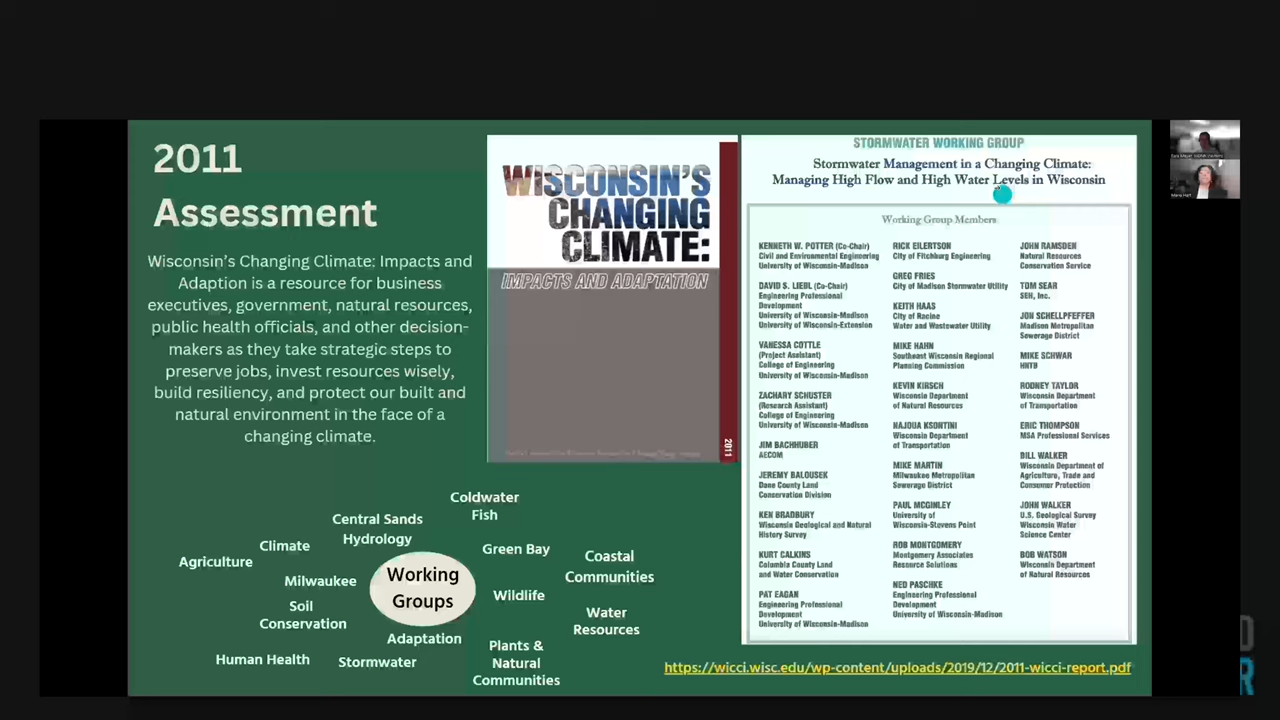 2011
Assessment
Wisconsin's Changing Climate: Impacts and
Adaption is a resource for business
executives, government, natural resources,
public health officials, and other decision-
makers as they take strategic steps to
preserve jobs, invest resources wisely,
build resiliency, and protect our built and
natural environment in the face of a
changing climate.
WISCONSIN'S
CHANGING
CLIMATE:
IMPACTS AND ADAPTATION
2011
STORMWATER WORKING GROUP
Stormwater Management in a Changing Climate:
Managing High Flow and High Water Levels in Wisconsin
Working Group Members
KENNETH W. POTTER (Co-Chair)
Civil and Environmental Engineering
University of Wisconsin-Madison
DAVID S. LIEBL (Co-Chair)
Engineering Professional
Development
University of Wisconsin-Madison
University of Wisconsin-Extension
VANESSA COTTLE
(Project Assistant)
College of Engineering
University of Wisconsin-Madison
ZACHARY SCHUSTER
(Research Assistant)
College of Engineering
University of Wisconsin-Madison
JIM BACHHUBER
AECOM
JEREMY BALOUSEK
Dane County Land
Conservation Division
KEN BRADBURY
Wisconsin Geological and Natural
History Survey
KURT CALKINS
Columbia County Land
and Water Conservation
PAT EAGAN
Engineering Professional
Development
University of Wisconsin-Madison
RICK EILERTSON
City of Fitchburg Engineering
GREG FRIES
City of Madison Stormwater Utility
KEITH HAAS
City of Racine
Water and Wastewater Utility
MIKE HAHN
Southeast Wisconsin Regional
Planning Commission
KEVIN KIRSCH
Wisconsin Department
of Natural Resources
NAJOUA KSONTINI
Wisconsin Department
of Transportation
MIKE MARTIN
Milwaukee Metropolitan
Sewerage District
PAUL MCGINLEY
University of
Wisconsin-Stevens Point
ROB MONTGOMERY
Montgomery Associates
Resource Solutions
NED PASCHKE
Engineering Professional
Development
University of Wisconsin-Madison
JOHN RAMSDEN
Natural Resources
Conservation Service
TOM SEAR
SEH, Inc.
JON SCHELLPFEFFER
Madison Metropolitan
Sewerage District
MIKE SCHWAR
HNTB
RODNEY TAYLOR
Wisconsin Department
of Transportation
ERIC THOMPSON
MSA Professional Services
BILL WALKER
Wisconsin Department of
Agriculture, Trade and
Consumer Protection
JOHN WALKER
U.S. Geological Survey
Wisconsin Water
Science Center
BOB WATSON
Wisconsin Department
of Natural Resources
Coldwater
Fish
Central Sands
Hydrology
Climate
Agriculture
Green Bay
Coastal
Communities
Milwaukee
Working
Groups
Wildlife
Soil
Conservation
Water
Resources
Adaptation
Human Health
Stormwater
Plants &
Natural
Communities
https://wicci.wisc.edu/wp-content/uploads/2019/12/2011-wicci-report.pdf